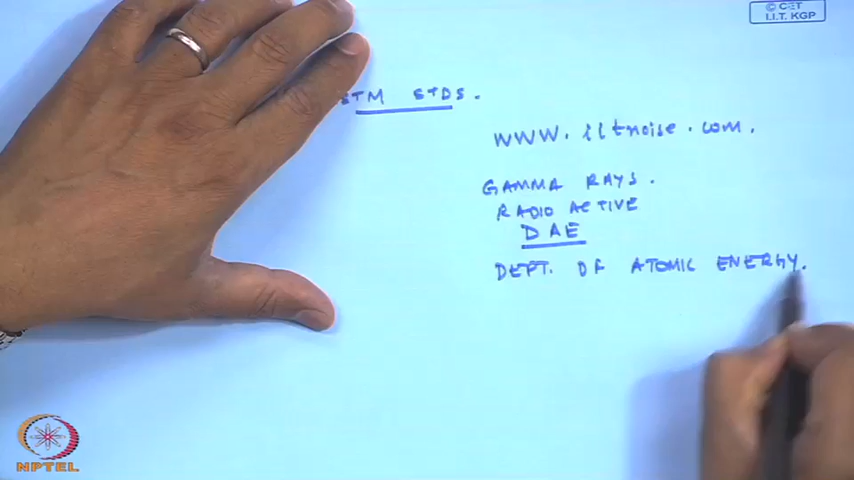 © CET
I.I.T. KGP
STM STDS.
www.iitnoise.com.
GAMMA RAYS.
RADIO ACTIVE
DAE
DEPT. OF ATOMIC ENERGY.
NPTEL